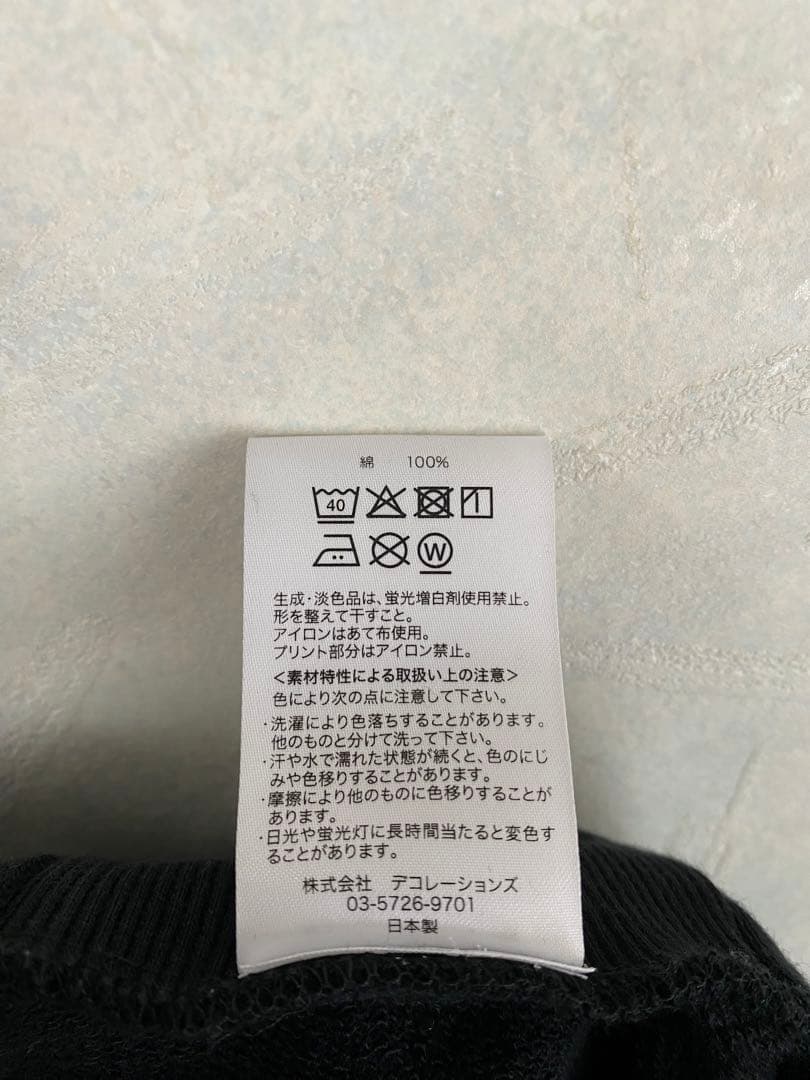 綿 100%
40
W
生成・淡色品は、蛍光増白剤使用禁止。
形を整えて干すこと。
アイロンはあて布使用。
プリント部分はアイロン禁止。
＜素材特性による取扱い上の注意＞
色により次の点に注意して下さい。
・洗濯により色落ちすることがあります。
他のものと分けて洗って下さい。
・汗や水で濡れた状態が続くと、色のにじ
みや色移りすることがあります。
・摩擦により他のものに色移りすることが
あります。
・日光や蛍光灯に長時間当たると変色す
ることがあります。
株式会社 デコレーションズ
03-5726-9701
日本製